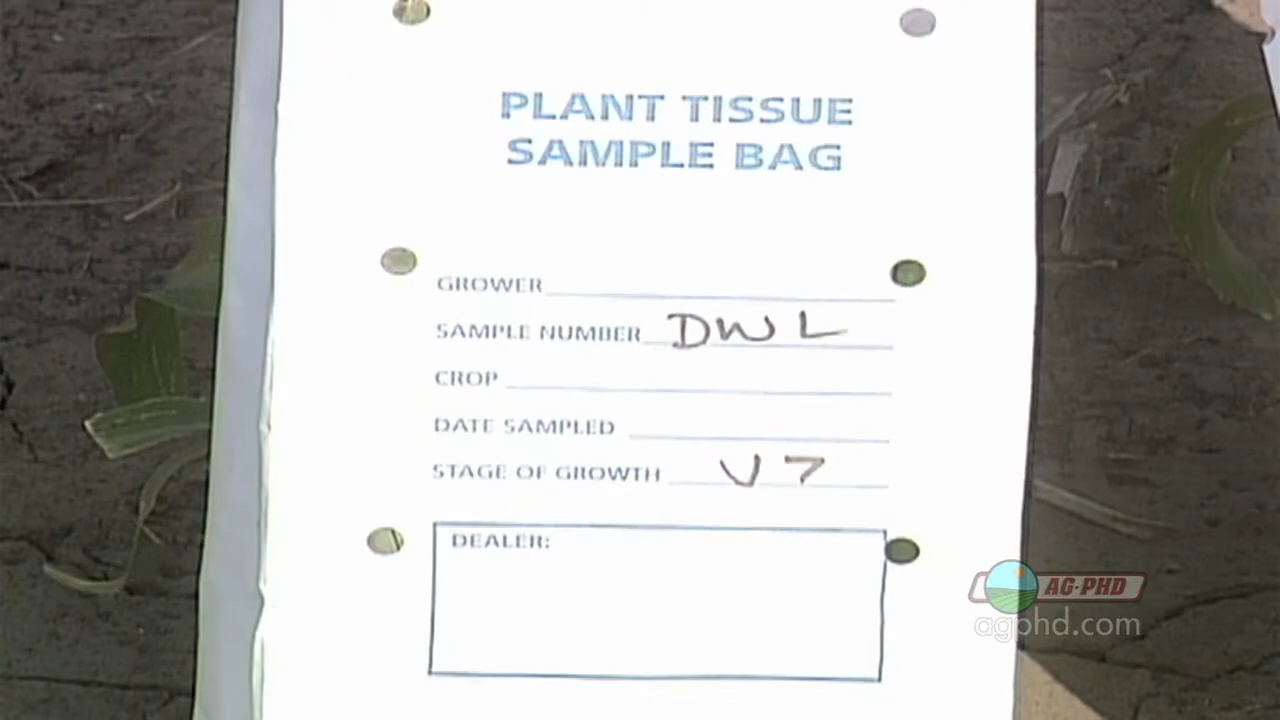 PLANT TISSUE
SAMPLE BAG
GROWER
SAMPLE NUMBER DWL
CROP
DATE SAMPLED
STAGE OF GROWTH V7
DEALER:
AG·PHD
agphd.com